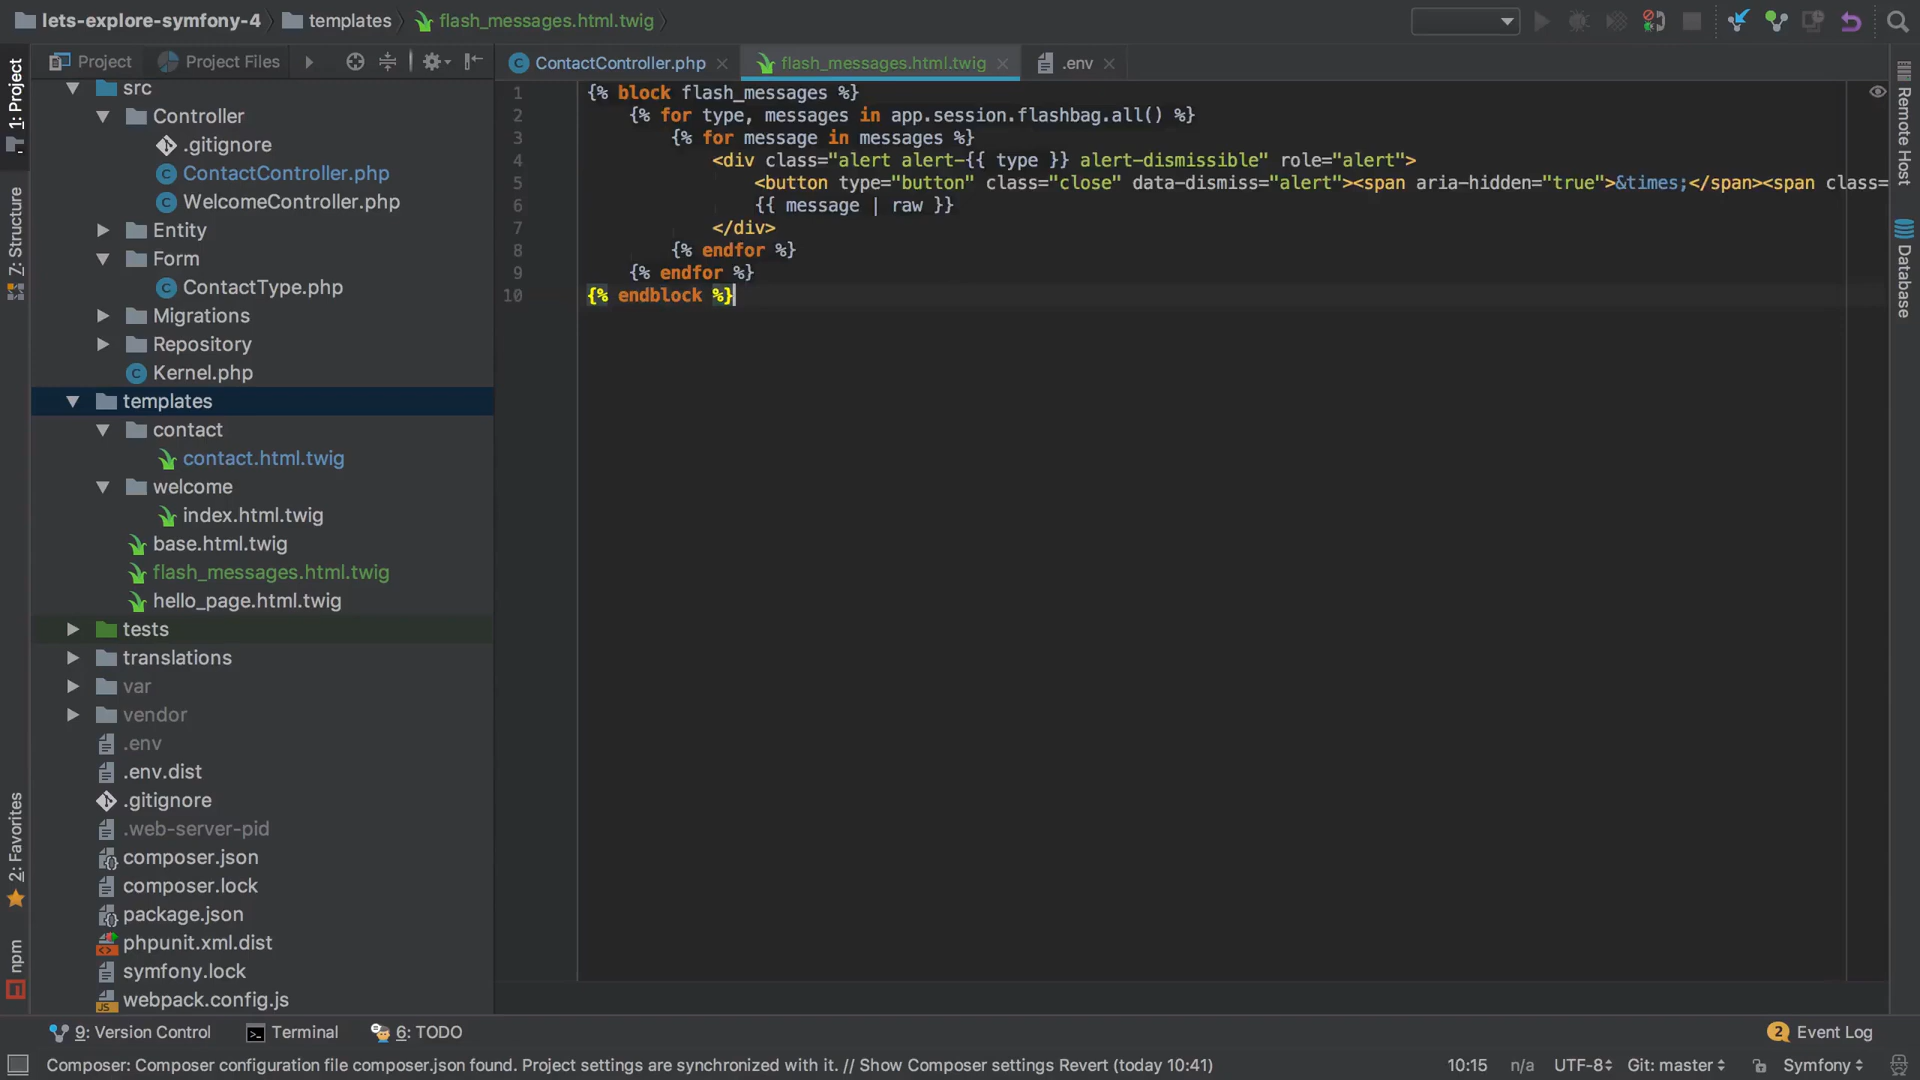 lets-explore-symfony-4 templates flash_messages.html.twig
Project Project Files
ContactController.php flash_messages.html.twig .env
1: Project
7: Structure
2: Favorites
npm
src
Controller
.gitignore
ContactController.php
WelcomeController.php
Entity
Form
ContactType.php
Migrations
Repository
Kernel.php
templates
contact
contact.html.twig
welcome
index.html.twig
base.html.twig
flash_messages.html.twig
hello_page.html.twig
tests
translations
var
vendor
.env
.env.dist
.gitignore
.web-server-pid
composer.json
composer.lock
package.json
phpunit.xml.dist
symfony.lock
webpack.config.js
1 {% block flash_messages %}
2 {% for type, messages in app.session.flashbag.all() %}
3 {% for message in messages %}
4 <div class="alert alert-{{ type }} alert-dismissible" role="alert">
5 <button type="button" class="close" data-dismiss="alert"><span aria-hidden="true">&times;</span><span class=
6 {{ message | raw }}
7 </div>
8 {% endfor %}
9 {% endfor %}
10 {% endblock %}
Remote Host
Database
9: Version Control Terminal 6: TODO
2 Event Log
Composer: Composer configuration file composer.json found. Project settings are synchronized with it. // Show Composer settings Revert (today 10:41)
10:15 n/a UTF-8 Git: master Symfony